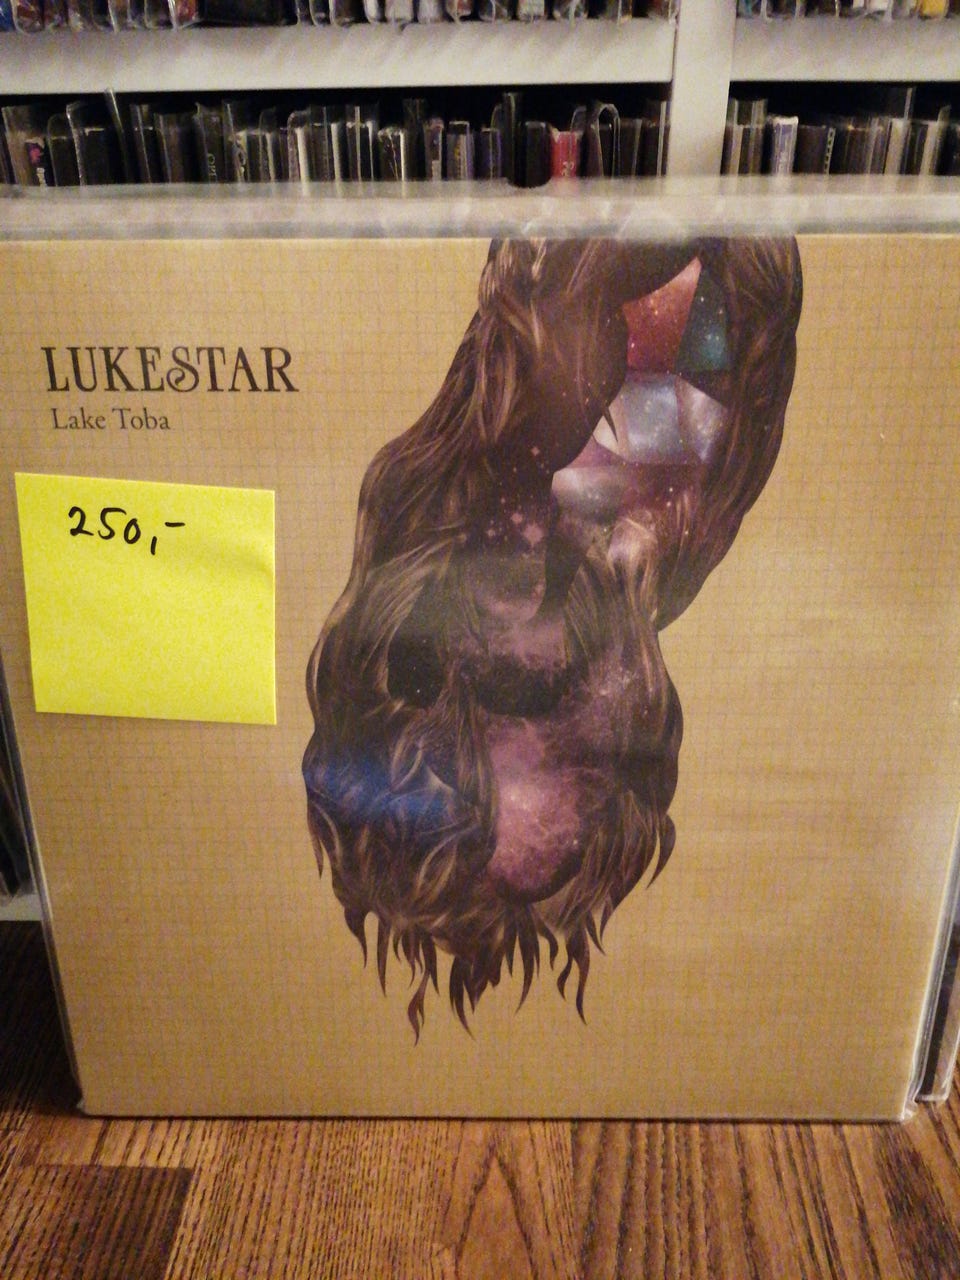 LUKESTAR
Lake Toba
250,-